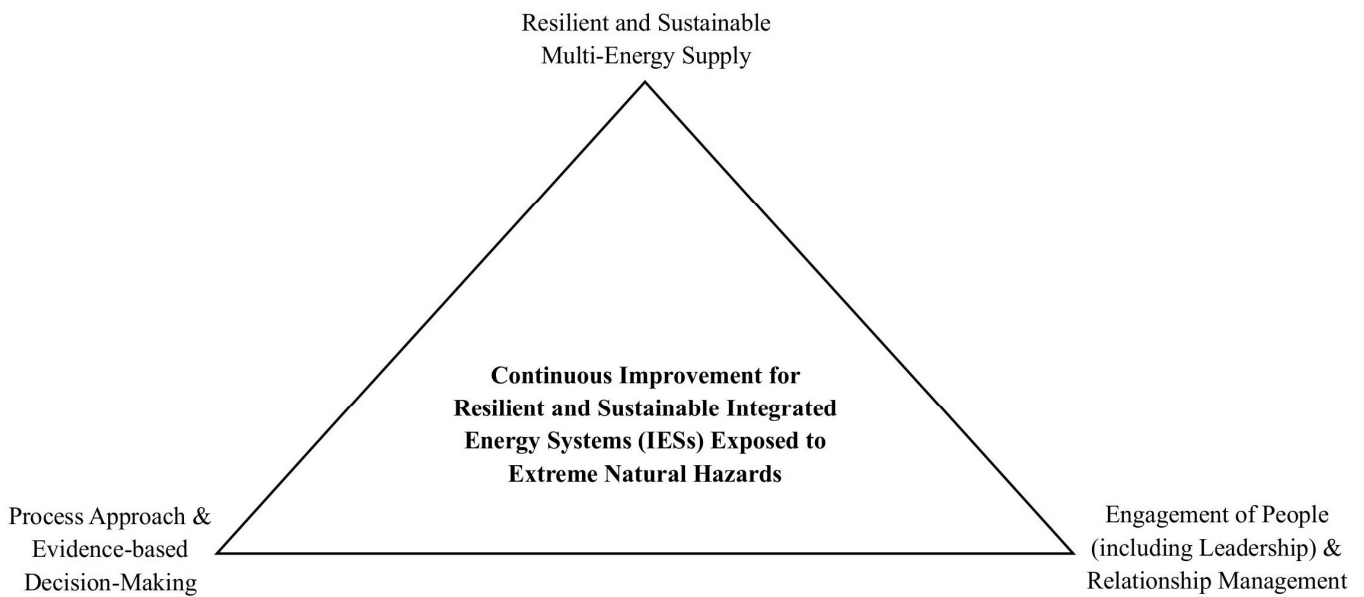 Resilient and Sustainable
Multi-Energy Supply
Continuous Improvement for
Resilient and Sustainable Integrated
Energy Systems (IESs) Exposed to
Extreme Natural Hazards
Process Approach &
Evidence-based
Decision-Making
Engagement of People
(including Leadership) &
Relationship Management